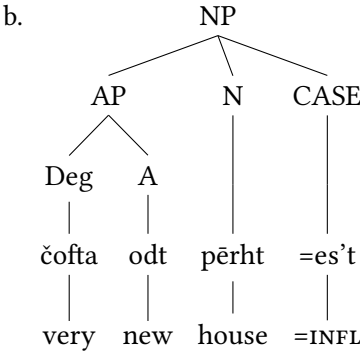 b. NP
AP N CASE
Deg A
čofta odt pērht =es’t
very new house =INFL